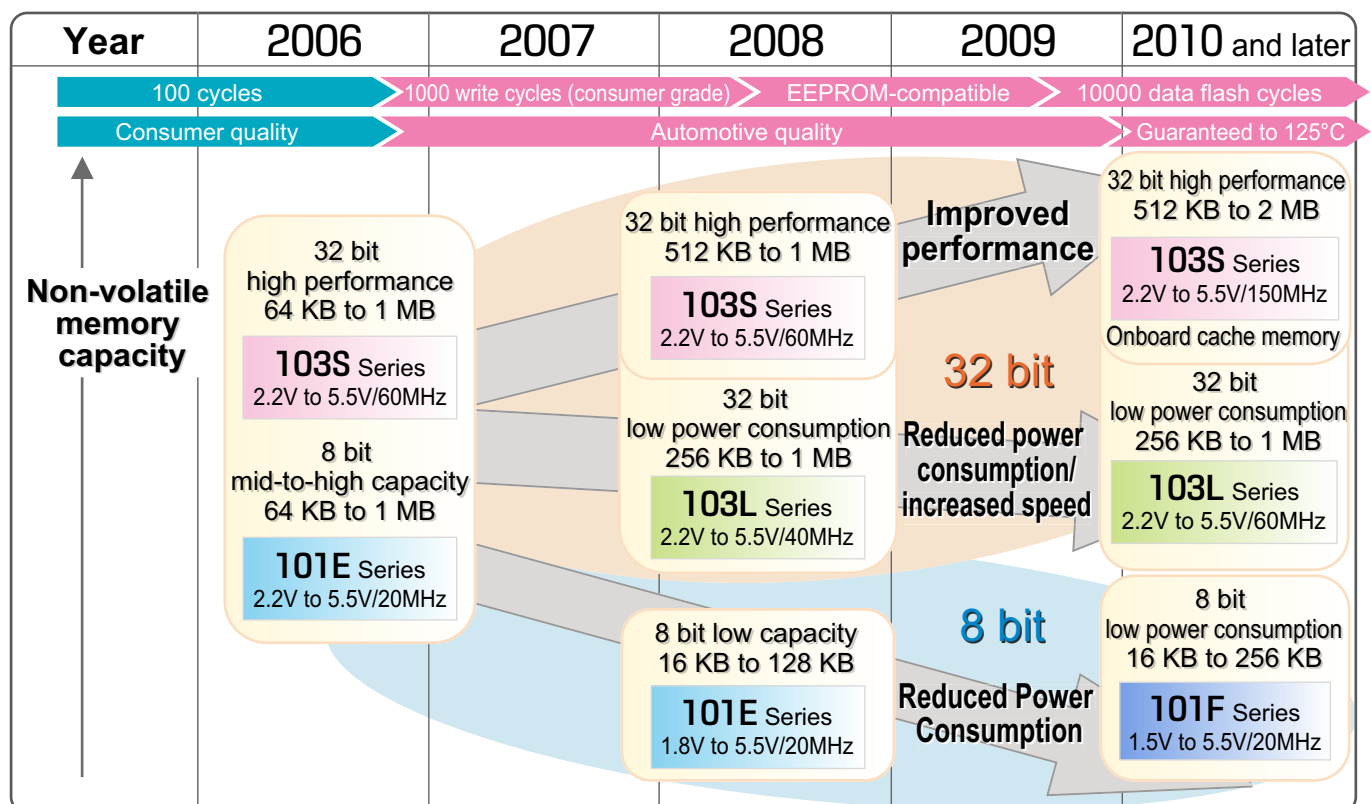 Year
2006
2007
2008
2009
2010 and later
100 cycles
1000 write cycles (consumer grade)
EEPROM-compatible
10000 data flash cycles
Consumer quality
Automotive quality
Guaranteed to 125°C
Non-volatile
memory
capacity
32 bit
high performance
64 KB to 1 MB
103S Series
2.2V to 5.5V/60MHz
8 bit
mid-to-high capacity
64 KB to 1 MB
101E Series
2.2V to 5.5V/20MHz
32 bit high performance
512 KB to 1 MB
103S Series
2.2V to 5.5V/60MHz
32 bit
low power consumption
256 KB to 1 MB
103L Series
2.2V to 5.5V/40MHz
8 bit low capacity
16 KB to 128 KB
101E Series
1.8V to 5.5V/20MHz
Improved
performance
32 bit
Reduced power
consumption/
increased speed
8 bit
Reduced Power
Consumption
32 bit high performance
512 KB to 2 MB
103S Series
2.2V to 5.5V/150MHz
Onboard cache memory
32 bit
low power consumption
256 KB to 1 MB
103L Series
2.2V to 5.5V/60MHz
8 bit
low power consumption
16 KB to 256 KB
101F Series
1.5V to 5.5V/20MHz